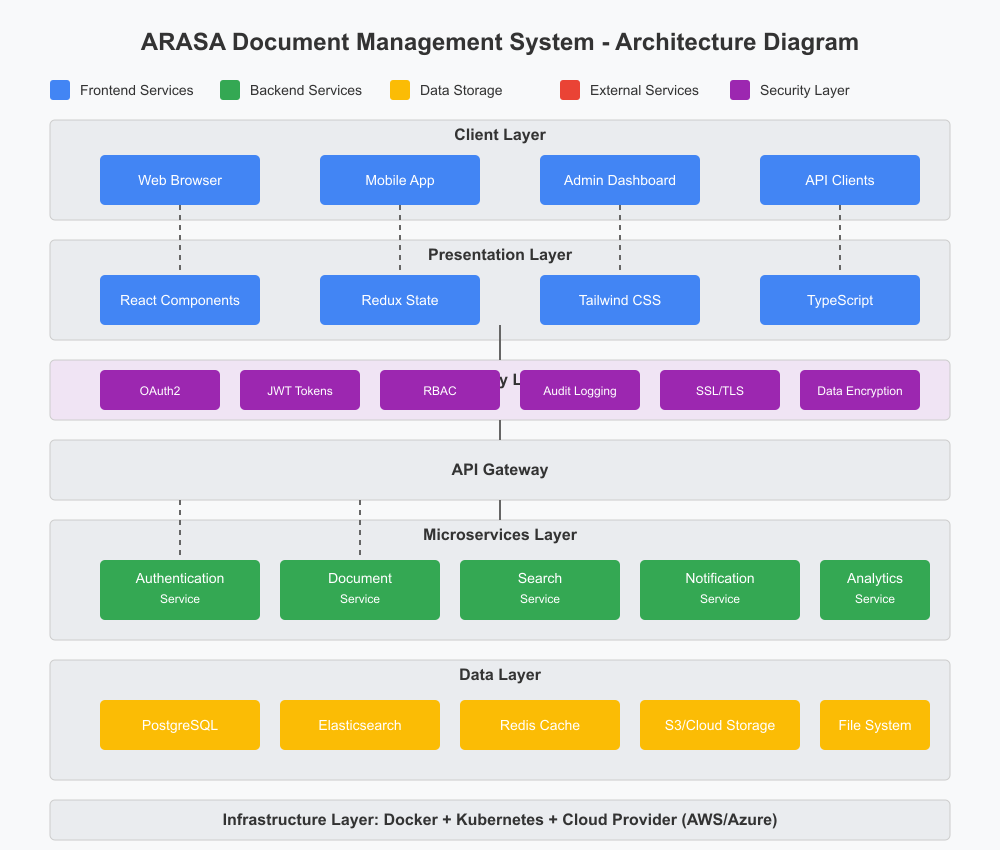 ARASA Document Management System - Architecture Diagram
Frontend Services
Backend Services
Data Storage
External Services
Security Layer
Client Layer
Web Browser
Mobile App
Admin Dashboard
API Clients
Presentation Layer
React Components
Redux State
Tailwind CSS
TypeScript
OAuth2
JWT Tokens
RBAC
y L
Audit Logging
SSL/TLS
Data Encryption
API Gateway
Microservices Layer
Authentication
Service
Document
Service
Search
Service
Notification
Service
Analytics
Service
Data Layer
PostgreSQL
Elasticsearch
Redis Cache
S3/Cloud Storage
File System
Infrastructure Layer: Docker + Kubernetes + Cloud Provider (AWS/Azure)